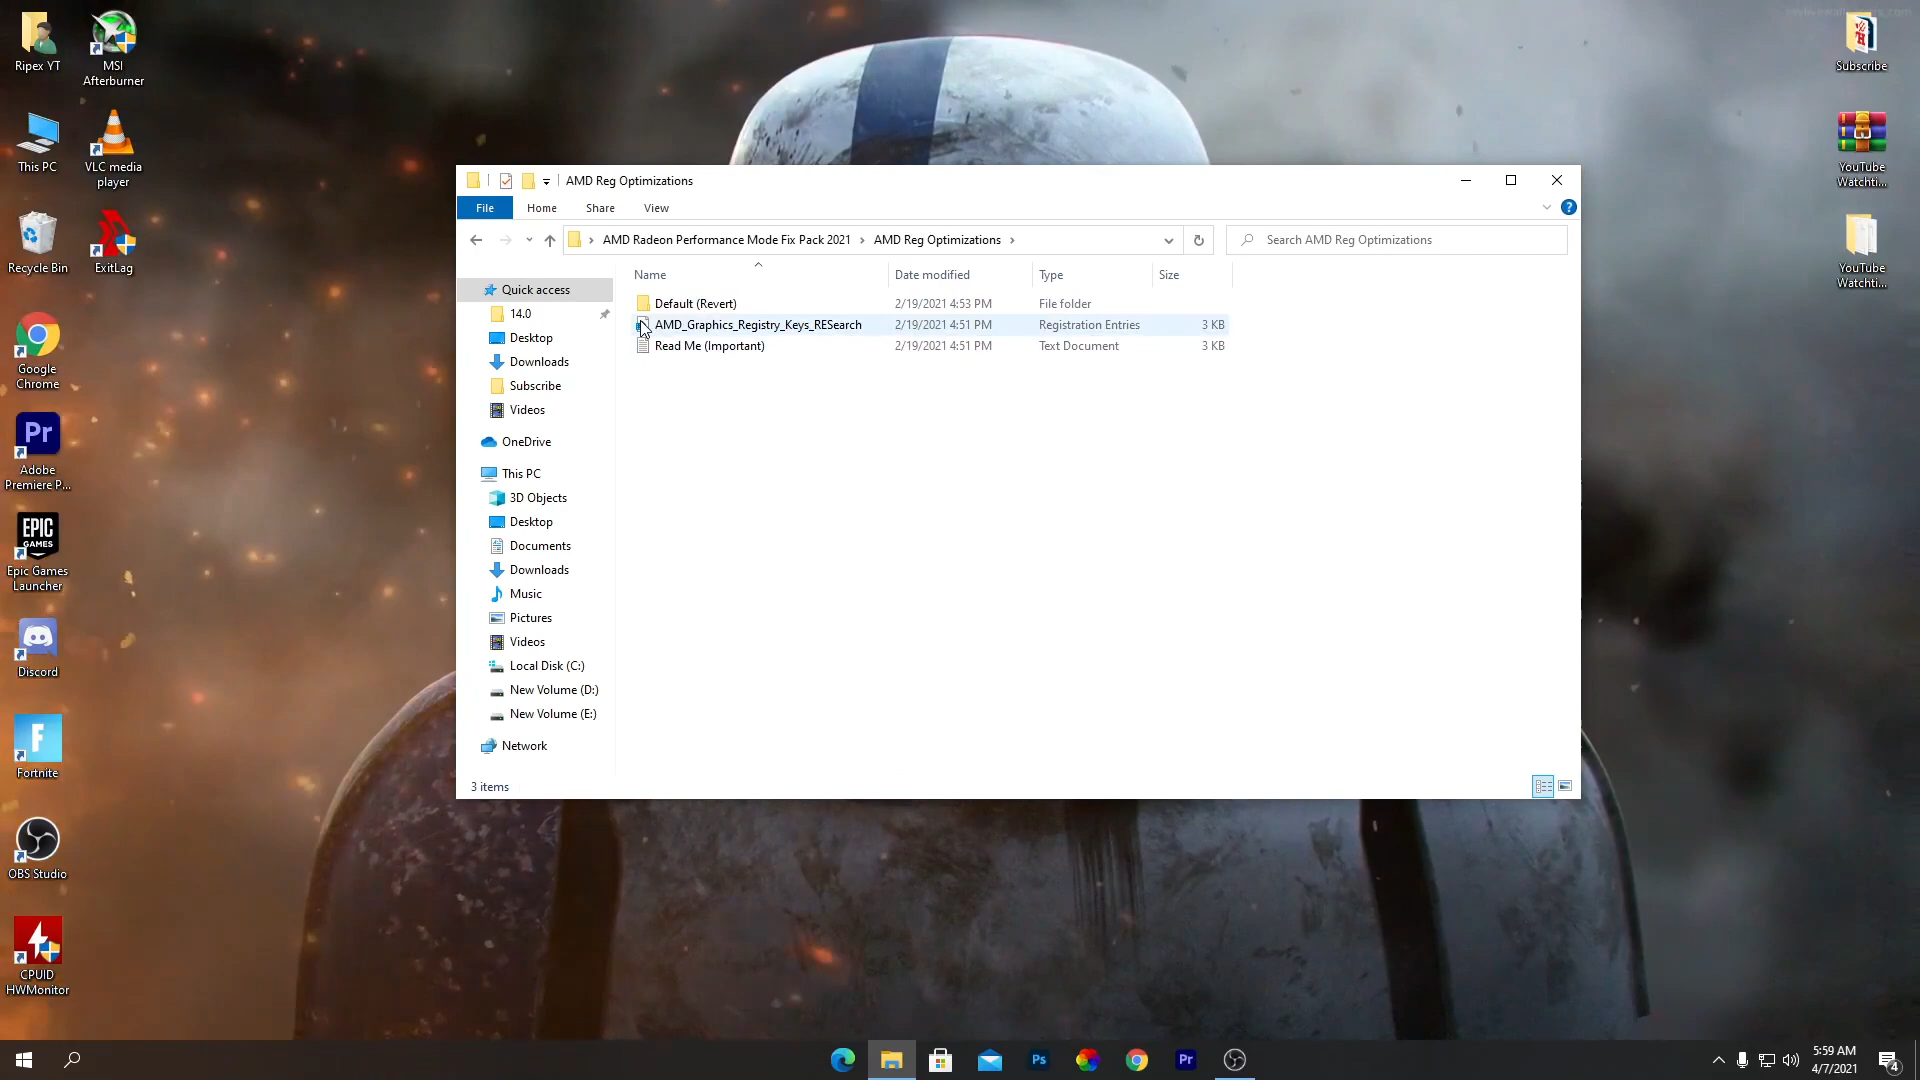 Ripex YT
MSI
Afterburner
This PC
VLC media
player
Recycle Bin
ExitLag
Google
Chrome
Pr
Adobe
Premiere P...
EPIC
GAMES
Epic Games
Launcher
Discord
F
Fortnite
OBS Studio
CPUID
HWMonitor
Subscribe
YouTube
Watchti...
YouTube
Watchti...
AMD Reg Optimizations
File
Home
Share
View
AMD Radeon Performance Mode Fix Pack 2021
AMD Reg Optimizations
Search AMD Reg Optimizations
Name
Date modified
Type
Size
Default (Revert)
2/19/2021 4:53 PM
File folder
AMD_Graphics_Registry_Keys_RESearch
2/19/2021 4:51 PM
Registration Entries
3 KB
Read Me (Important)
2/19/2021 4:51 PM
Text Document
3 KB
Quick access
14.0
Desktop
Downloads
Subscribe
Videos
OneDrive
This PC
3D Objects
Desktop
Documents
Downloads
Music
Pictures
Videos
Local Disk (C:)
New Volume (D:)
New Volume (E:)
Network
3 items
Ps
Pr
5:59 AM
4/7/2021
4